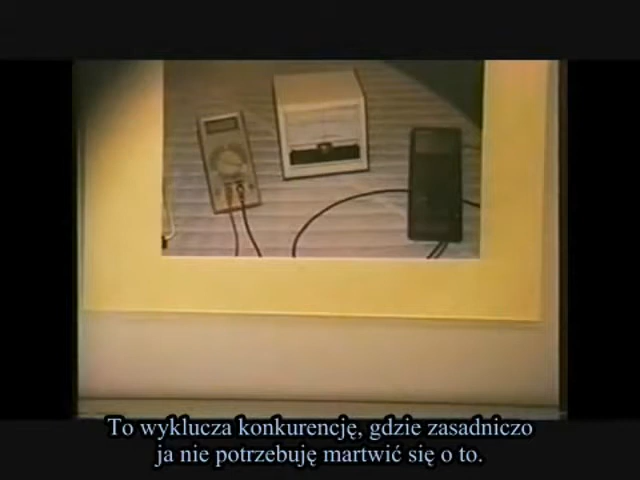 To wyklucza konkurencję, gdzie zasadniczo
ja nie potrzebuję martwić się o to.